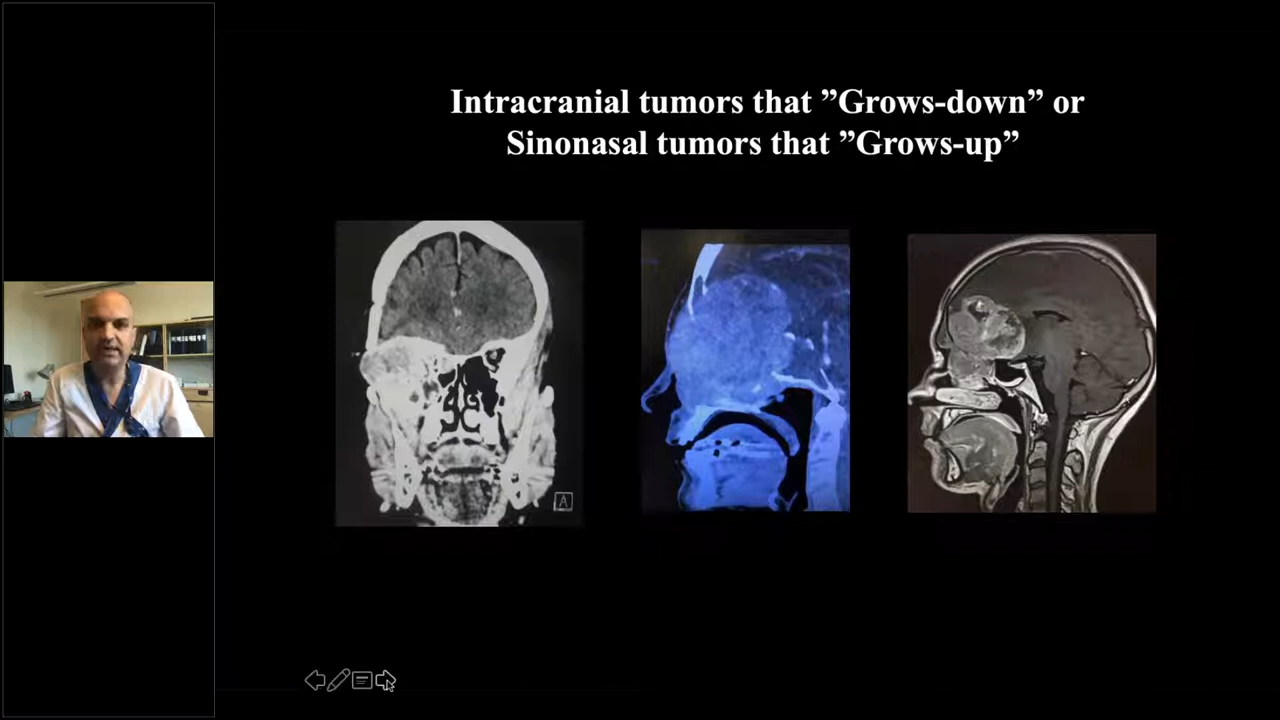 Intracranial tumors that ”Grows-down” or
Sinonasal tumors that ”Grows-up”
A